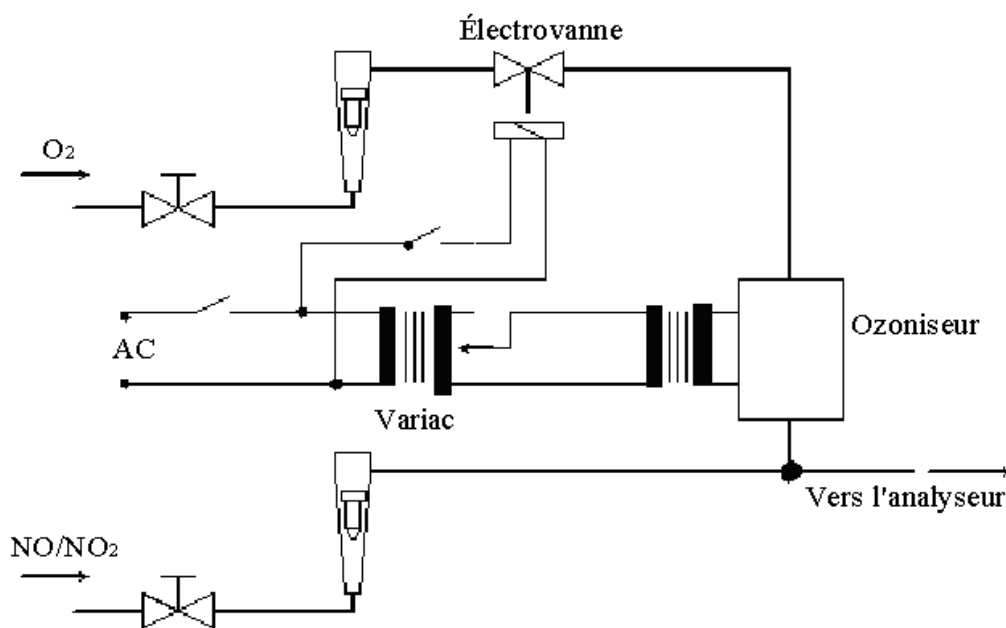 Électrovanne
O₂
AC
Ozoniseur
Variac
Vers l'analyseur
NO/NO₂